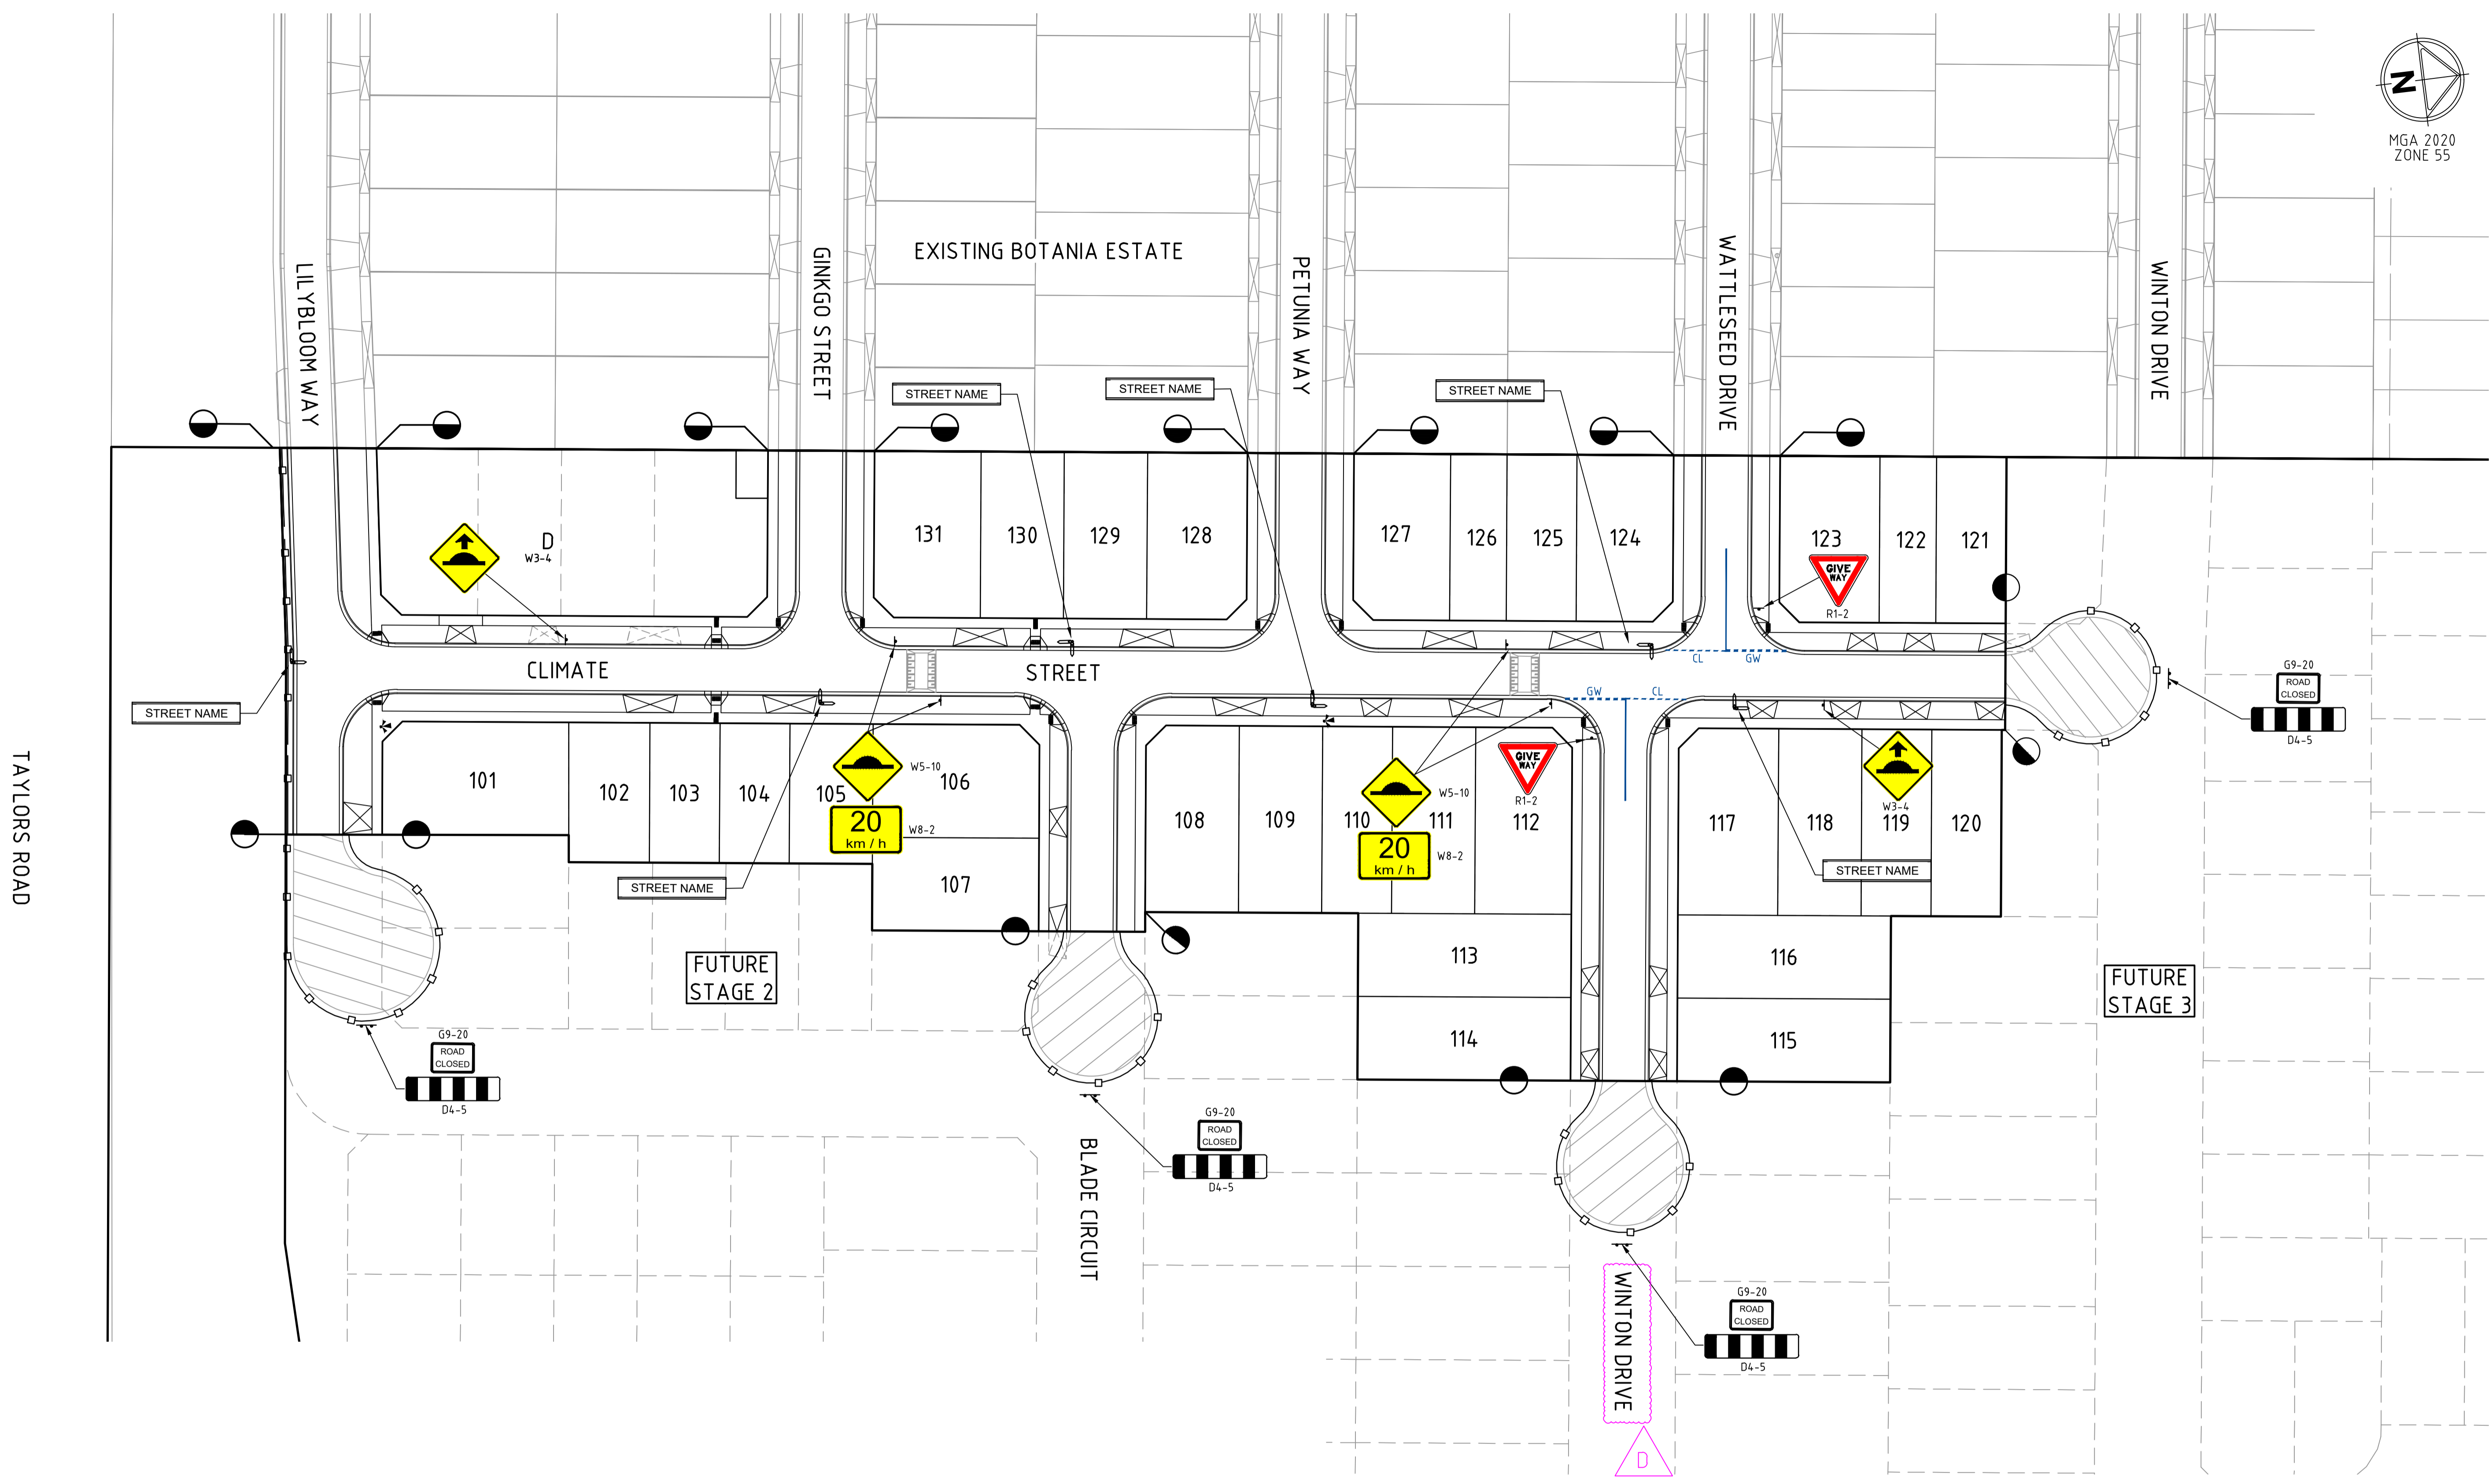 N
MGA 2020
ZONE 55
EXISTING BOTANIA ESTATE
LILYBLOOM WAY
GINKGO STREET
PETUNIA WAY
WATTLESEED DRIVE
WINTON DRIVE
STREET NAME
STREET NAME
STREET NAME
D
W3-4
131
130
129
128
127
126
125
124
123
122
121
GIVE
WAY
R1-2
CLIMATE
STREET
CL
GW
GW
CL
STREET NAME
G9-20
ROAD
CLOSED
D4-5
TAYLORS ROAD
101
102
103
104
105
106
W5-10
20
km / h
W8-2
107
108
109
110
111
112
W5-10
20
km / h
W8-2
GIVE
WAY
R1-2
117
118
119
120
W3-4
STREET NAME
STREET NAME
113
114
116
115
FUTURE
STAGE 2
FUTURE
STAGE 3
G9-20
ROAD
CLOSED
D4-5
G9-20
ROAD
CLOSED
D4-5
BLADE CIRCUIT
G9-20
ROAD
CLOSED
D4-5
WINTON DRIVE
D